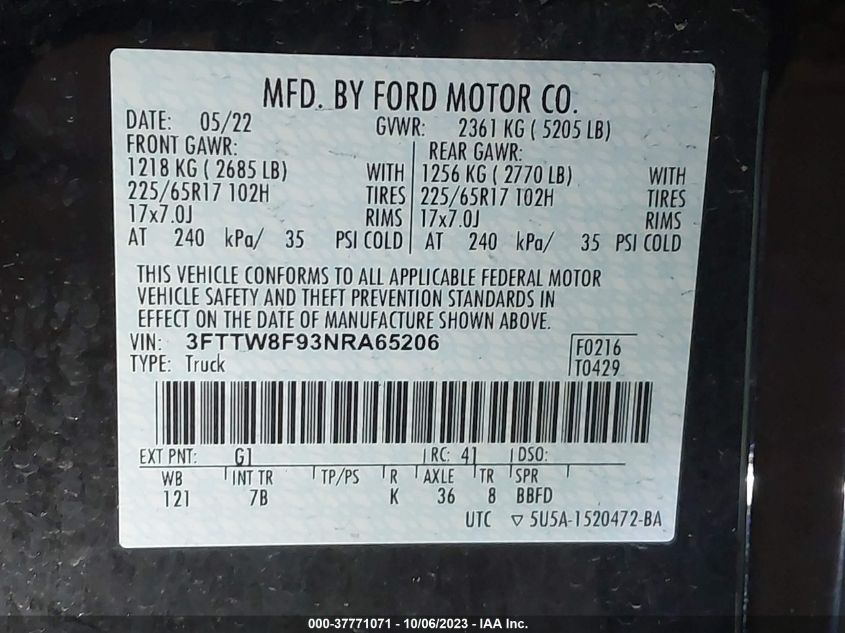 MFD. BY FORD MOTOR CO.
DATE: 05/22 GVWR: 2361 KG ( 5205 LB)
FRONT GAWR: REAR GAWR:
1218 KG ( 2685 LB) WITH 1256 KG ( 2770 LB) WITH
225/65R17 102H TIRES 225/65R17 102H TIRES
17x7.0J RIMS 17x7.0J RIMS
AT 240 kPa/ 35 PSI COLD AT 240 kPa/ 35 PSI COLD
THIS VEHICLE CONFORMS TO ALL APPLICABLE FEDERAL MOTOR
VEHICLE SAFETY AND THEFT PREVENTION STANDARDS IN
EFFECT ON THE DATE OF MANUFACTURE SHOWN ABOVE.
VIN: 3FTTW8F93NRA65206 F0216
TYPE: Truck T0429
EXT PNT: G1 RC: 41 DSO:
WB INT TR TP/PS R AXLE TR SPR
121 7B K 36 8 BBFD
UTC ▽ 5U5A-1520472-BA
000-37771071 - 10/06/2023 - IAA Inc.